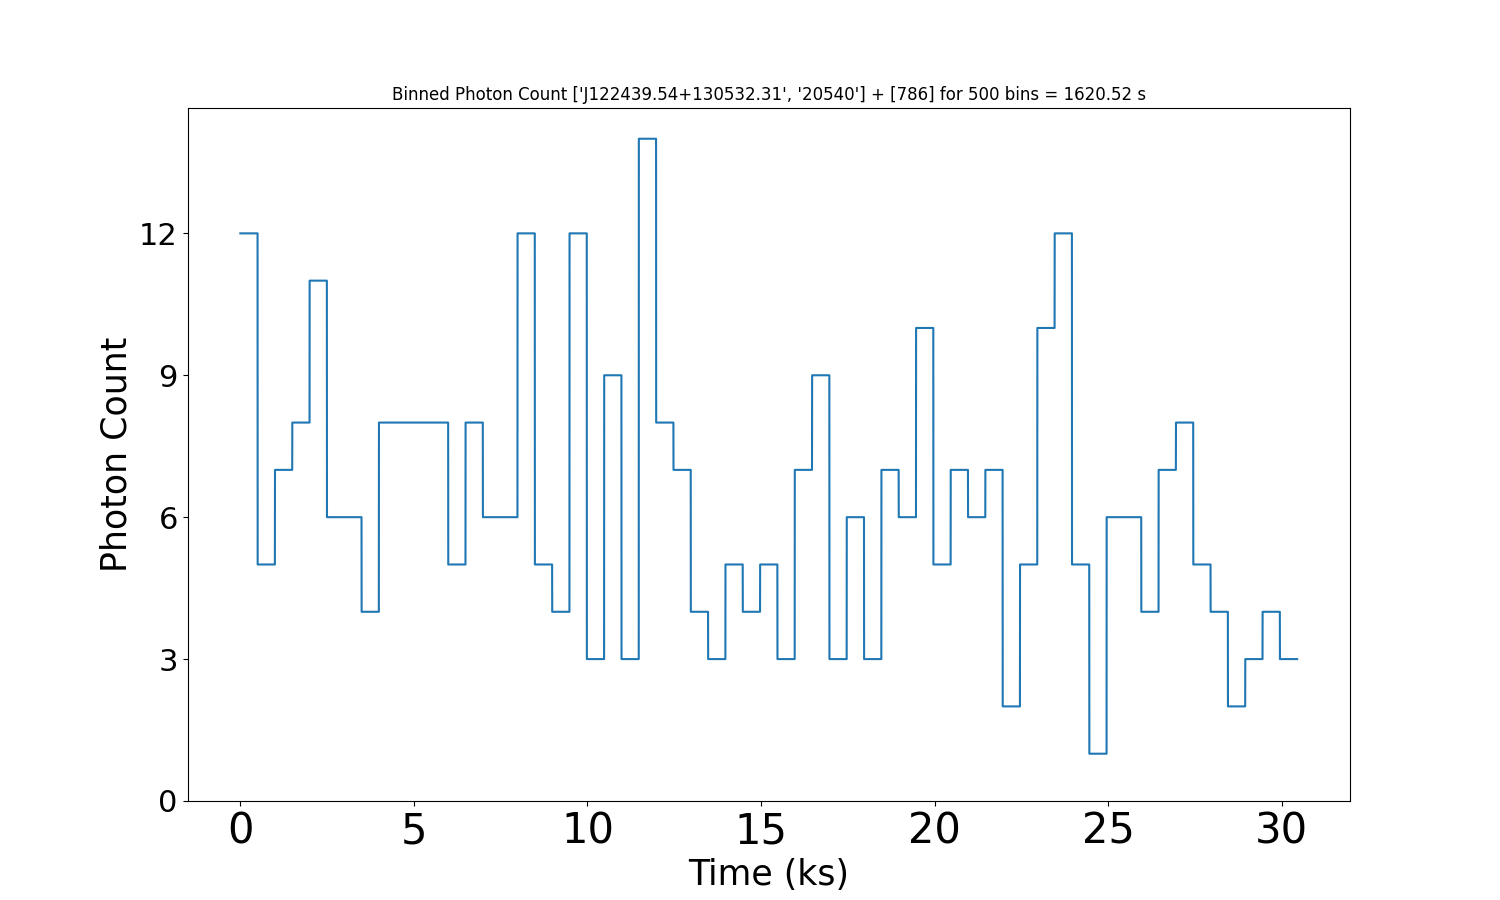 Binned Photon Count ['J122439.54+130532.31', '20540'] + [786] for 500 bins = 1620.52 s
12
9
6
3
0
Photon Count
0 5 10 15 20 25 30
Time (ks)